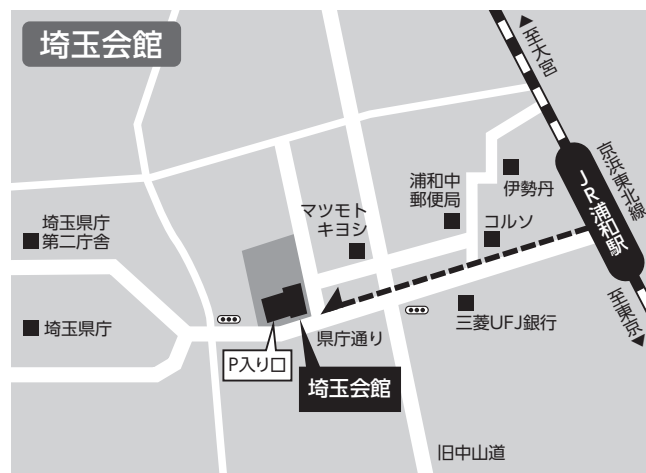 埼玉会館
至大宮
京浜東北線
JR浦和駅
至東京
伊勢丹
浦和中
郵便局
コルソ
マツモト
キヨシ
埼玉県庁
第二庁舎
埼玉県庁
三菱UFJ銀行
県庁通り
P入り口
埼玉会館
旧中山道